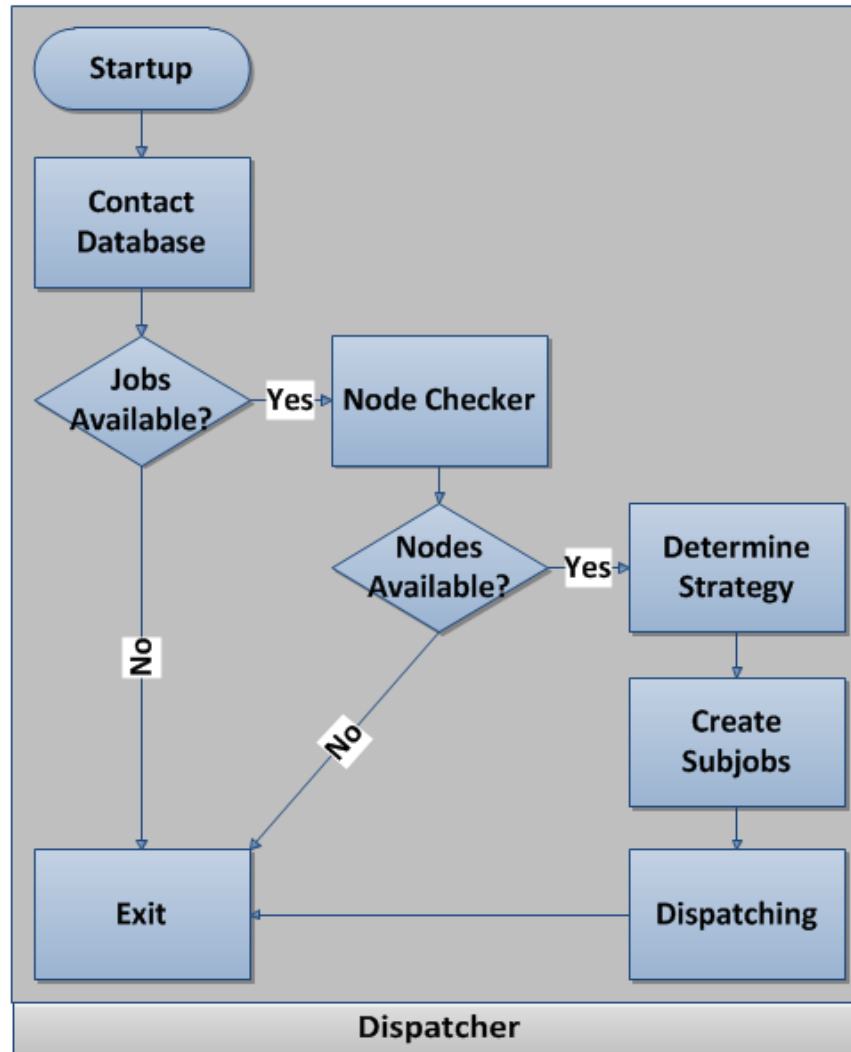 Startup
Contact
Database
Jobs
Available?
Yes
Node Checker
Nodes
Available?
Yes
Determine
Strategy
No
Create
Subjobs
No
Exit
Dispatching
Dispatcher